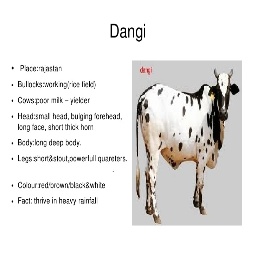 Dangi
• Place:rajastan
• Bullocks:working(rice field)
• Cows:poor milk – yielder
• Head:small head, bulging forehead,
long face, short thick horn
• Body:long deep body.
• Legs:short&stout,powerfull quareters.
.
• Colour:red/brown/black&white
• Fact: thrive in heavy rainfall
dangi